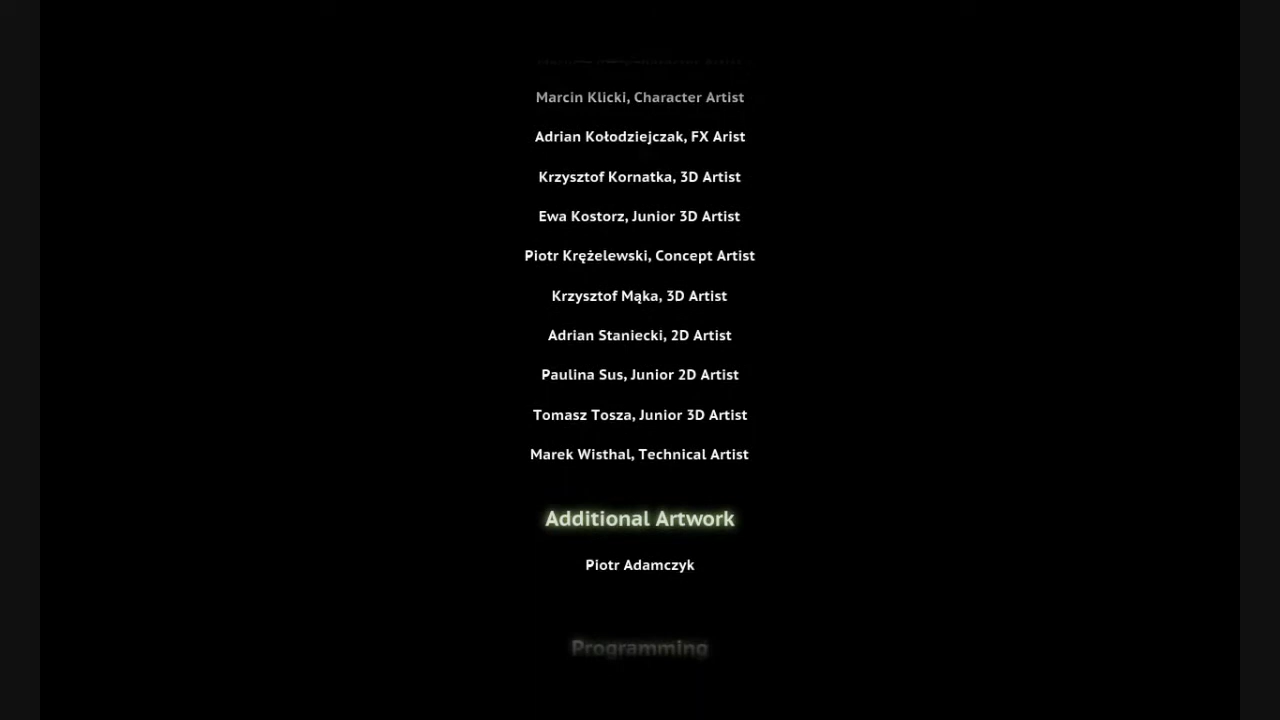 Marcin Klicki, Character Artist
Adrian Kołodziejczak, FX Arist
Krzysztof Kornatka, 3D Artist
Ewa Kostorz, Junior 3D Artist
Piotr Krężelewski, Concept Artist
Krzysztof Mąka, 3D Artist
Adrian Staniecki, 2D Artist
Paulina Sus, Junior 2D Artist
Tomasz Tosza, Junior 3D Artist
Marek Wisthal, Technical Artist
Additional Artwork
Piotr Adamczyk
Programming